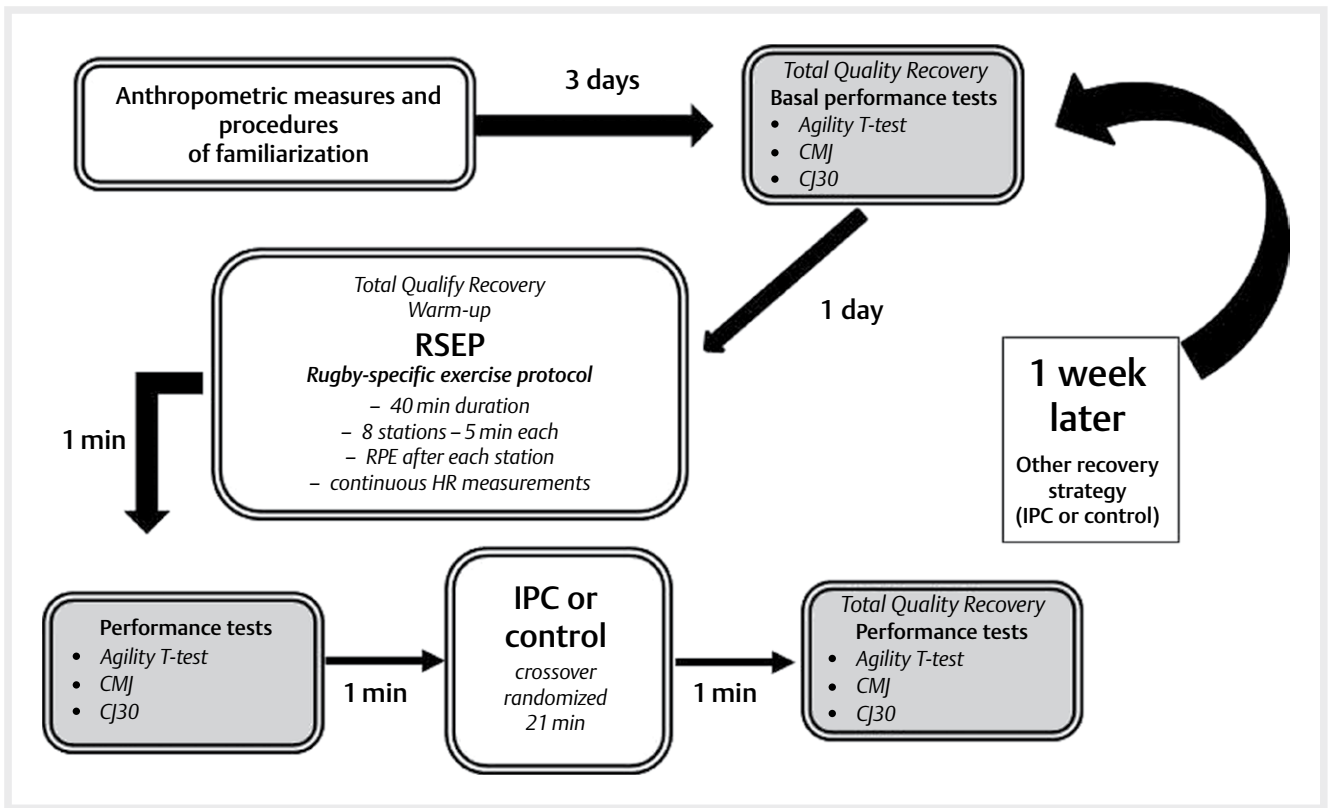 Anthropometric measures and
procedures
of familiarization
3 days
Total Quality Recovery
Basal performance tests
• Agility T-test
• CMJ
• CJ30
1 day
Total Qualify Recovery
Warm-up
RSEP
Rugby-specific exercise protocol
– 40 min duration
– 8 stations – 5 min each
– RPE after each station
– continuous HR measurements
1 week
later
Other recovery
strategy
(IPC or control)
1 min
Performance tests
• Agility T-test
• CMJ
• CJ30
1 min
IPC or
control
crossover
randomized
21 min
1 min
Total Quality Recovery
Performance tests
• Agility T-test
• CMJ
• CJ30